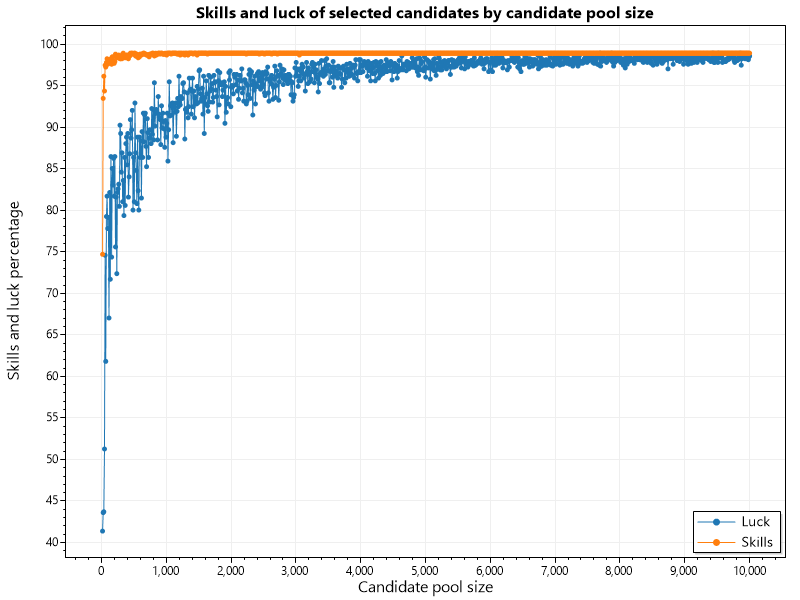 Skills and luck of selected candidates by candidate pool size
Skills and luck percentage
100
95
90
85
80
75
70
65
60
55
50
45
40
0 1,000 2,000 3,000 4,000 5,000 6,000 7,000 8,000 9,000 10,000
Candidate pool size
Luck
Skills